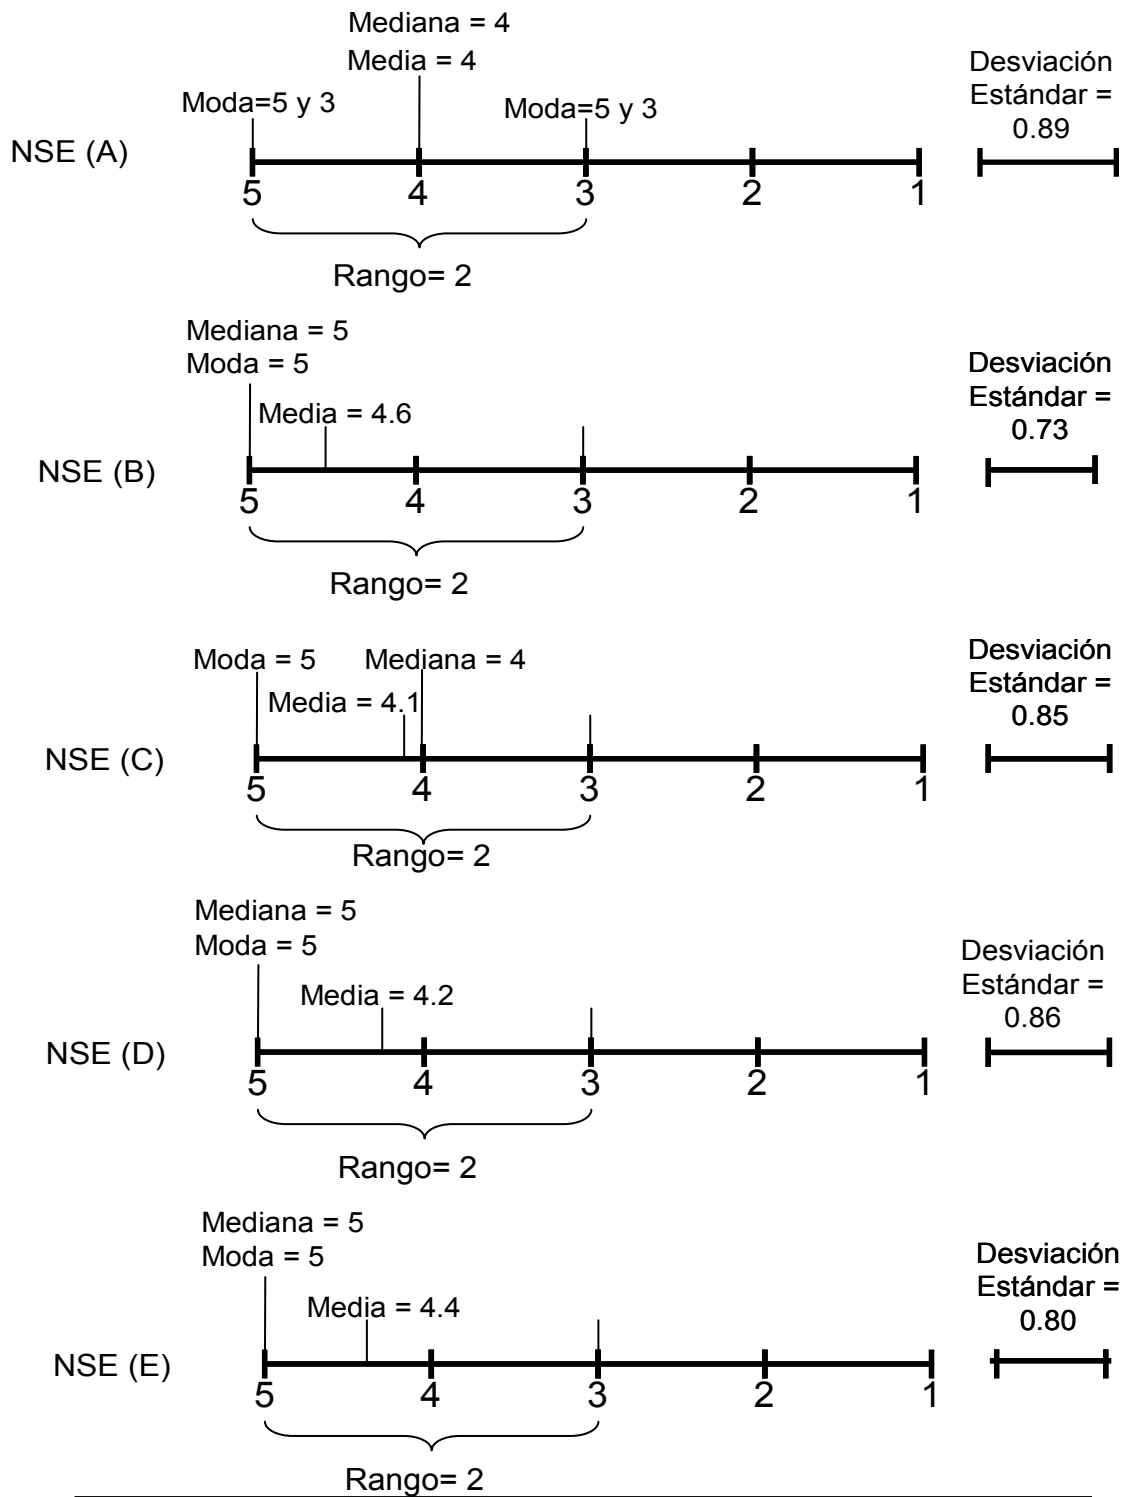 Mediana = 4
Media = 4
Moda=5 y 3
Moda=5 y 3
Desviación
Estándar =
0.89
NSE (A)
5 4 3 2 1
Rango= 2
Mediana = 5
Moda = 5
Media = 4.6
Desviación
Estándar =
0.73
NSE (B)
5 4 3 2 1
Rango= 2
Moda = 5
Mediana = 4
Media = 4.1
Desviación
Estándar =
0.85
NSE (C)
5 4 3 2 1
Rango= 2
Mediana = 5
Moda = 5
Media = 4.2
Desviación
Estándar =
0.86
NSE (D)
5 4 3 2 1
Rango= 2
Mediana = 5
Moda = 5
Media = 4.4
Desviación
Estándar =
0.80
NSE (E)
5 4 3 2 1
Rango= 2